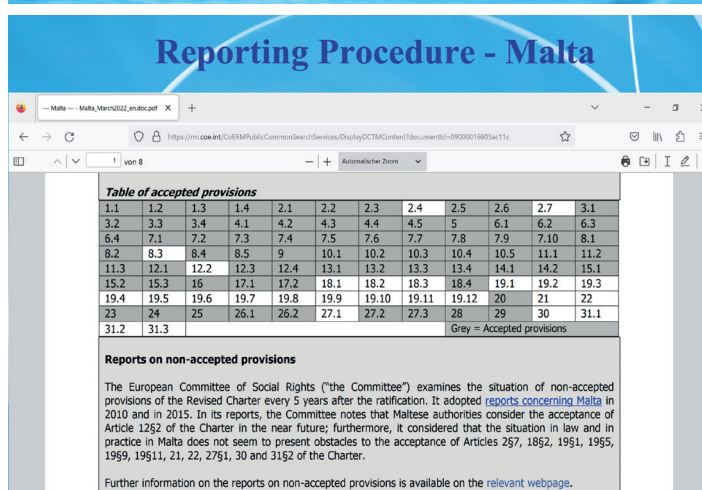 Reporting Procedure - Malta
— Malta — - Malta_March2022_en.doc.pdf
https://rm.coe.int/CoERMPublicCommonSearchServices/DisplayDCTMContent?documentId=09000016805ac11c
1 von 8
Automatischer Zoom
Table of accepted provisions
1.1 1.2 1.3 1.4 2.1 2.2 2.3 2.4 2.5 2.6 2.7 3.1
3.2 3.3 3.4 4.1 4.2 4.3 4.4 4.5 5 6.1 6.2 6.3
6.4 7.1 7.2 7.3 7.4 7.5 7.6 7.7 7.8 7.9 7.10 8.1
8.2 8.3 8.4 8.5 9 10.1 10.2 10.3 10.4 10.5 11.1 11.2
11.3 12.1 12.2 12.3 12.4 13.1 13.2 13.3 13.4 14.1 14.2 15.1
15.2 15.3 16 17.1 17.2 18.1 18.2 18.3 18.4 19.1 19.2 19.3
19.4 19.5 19.6 19.7 19.8 19.9 19.10 19.11 19.12 20 21 22
23 24 25 26.1 26.2 27.1 27.2 27.3 28 29 30 31.1
31.2 31.3 Grey = Accepted provisions
Reports on non-accepted provisions
The European Committee of Social Rights ("the Committee") examines the situation of non-accepted
provisions of the Revised Charter every 5 years after the ratification. It adopted reports concerning Malta in
2010 and in 2015. In its reports, the Committee notes that Maltese authorities consider the acceptance of
Article 12§2 of the Charter in the near future; furthermore, it considered that the situation in law and in
practice in Malta does not seem to present obstacles to the acceptance of Articles 2§7, 18§2, 19§1, 19§5,
19§9, 19§11, 21, 22, 27§1, 30 and 31§2 of the Charter.
Further information on the reports on non-accepted provisions is available on the relevant webpage.